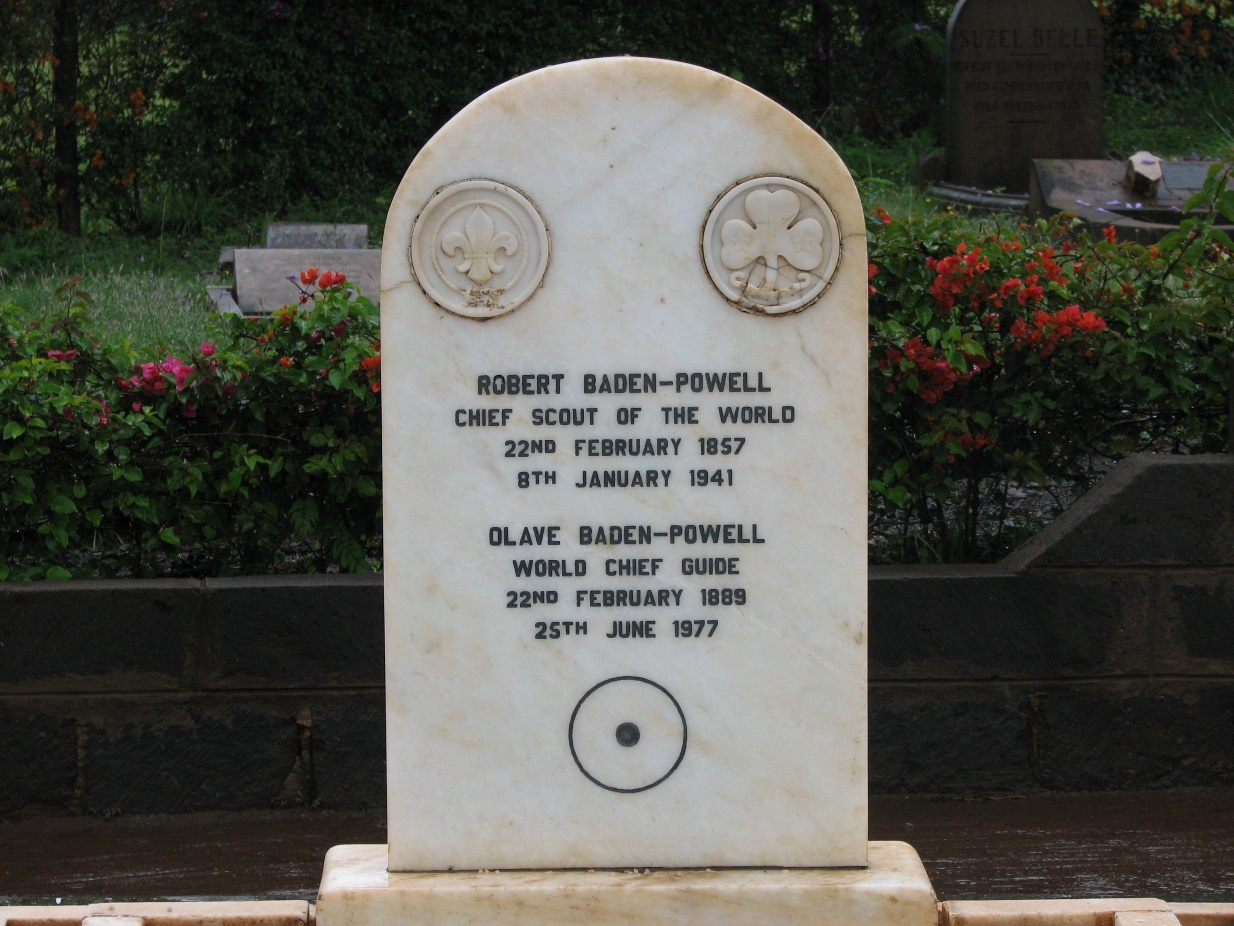 ROBERT BADEN-POWELL
CHIEF SCOUT OF THE WORLD
22ND FEBRUARY 1857
8TH JANUARY 1941
OLAVE BADEN-POWELL
WORLD CHIEF GUIDE
22ND FEBRUARY 1889
25TH JUNE 1977
SUZEL BELLE